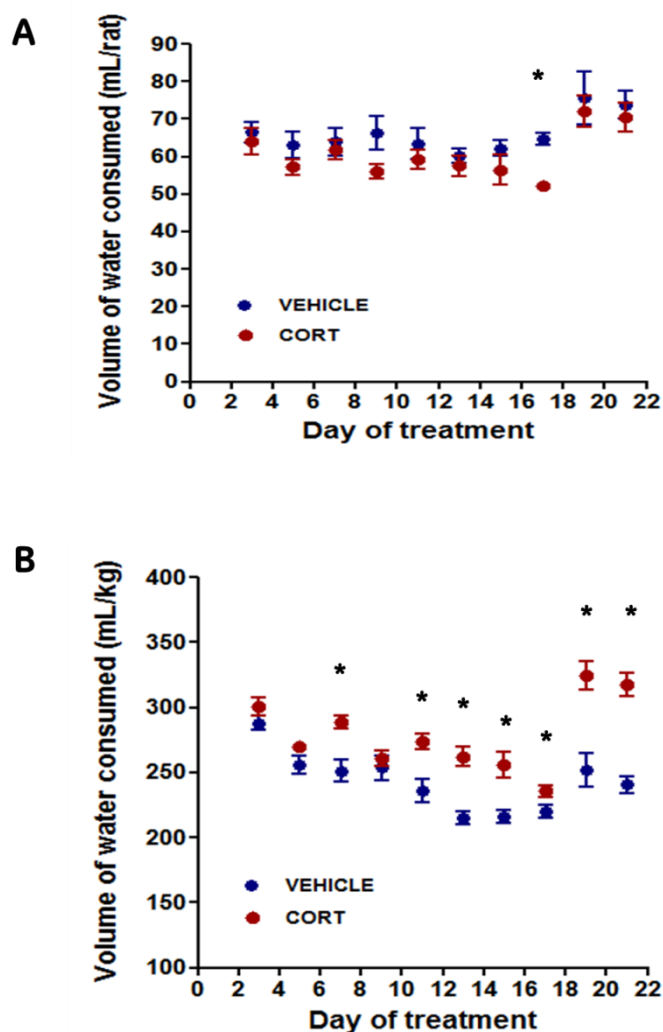 A
Volume of water consumed (mL/rat)
90
80
70
60
50
40
30
20
10
0
*
VEHICLE
CORT
0 2 4 6 8 10 12 14 16 18 20 22
Day of treatment
B
Volume of water consumed (mL/kg)
400
350
300
250
200
150
100
* * * * * * *
VEHICLE
CORT
0 2 4 6 8 10 12 14 16 18 20 22
Day of treatment